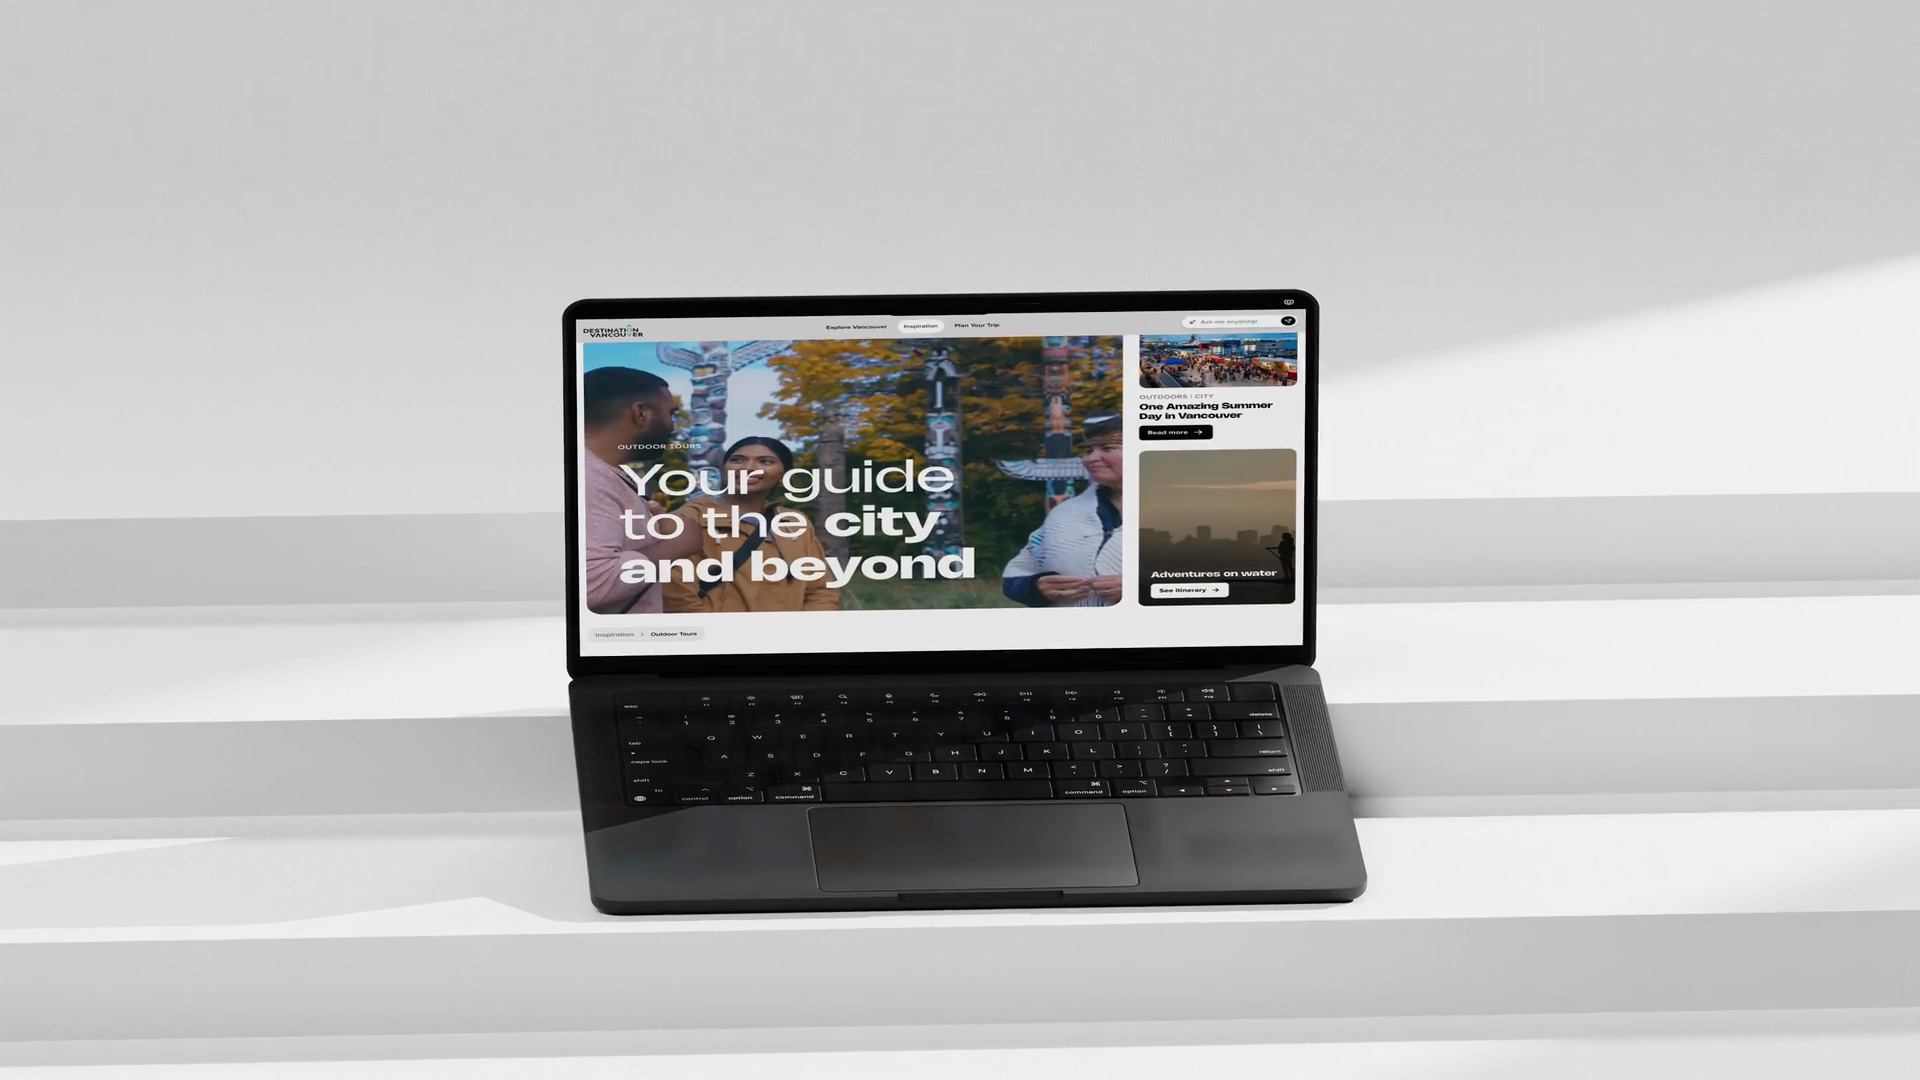 DESTINATION
VANCOUVER
Explore Vancouver
Inspiration
Plan Your Trip
Ask me anything!
OUTDOOR TOURS
Your guide
to the city
and beyond
OUTDOORS | CITY
One Amazing Summer
Day in Vancouver
Read more →
Adventures on water
See itinerary →
Inspiration > Outdoor Tours
esc
delete
tab
Q W E R T Y U I O P
caps lock
A S D F G H J K L
return
shift
Z X C V B N M
shift
fn
control
option
command
command
option